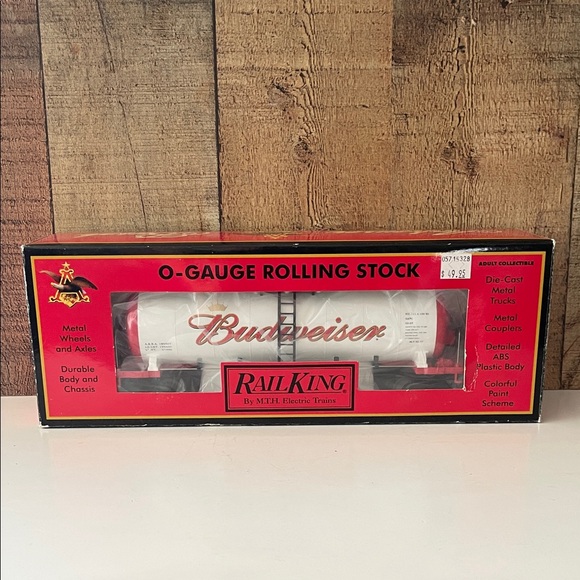 O-GAUGE ROLLING STOCK
ADULT COLLECTIBLE
$ 49.95
Metal
Wheels
and Axles
Durable
Body and
Chassis
Budweiser
RAILKING
By M.T.H. Electric Trains
Die-Cast
Metal
Trucks
Metal
Couplers
Detailed
ABS
Plastic Body
Colorful
Paint
Scheme